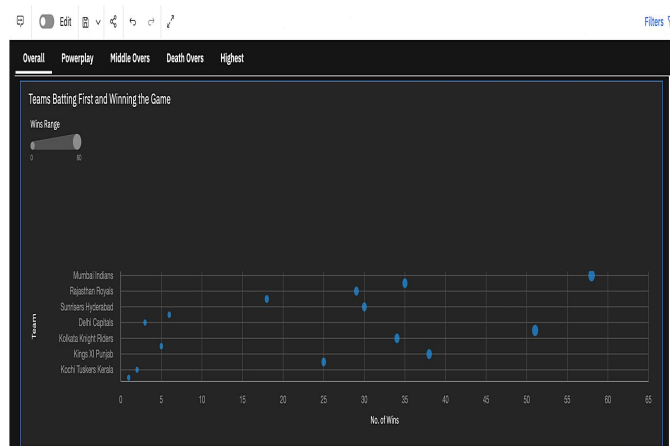 Edit
Filters
Overall Powerplay Middle Overs Death Overs Highest
Teams Batting First and Winning the Game
Wins Range
0 60
Mumbai Indians
Rajasthan Royals
Sunrisers Hyderabad
Delhi Capitals
Kolkata Knight Riders
Kings XI Punjab
Kochi Tuskers Kerala
Team
0 5 10 15 20 25 30 35 40 45 50 55 60 65
No. of Wins